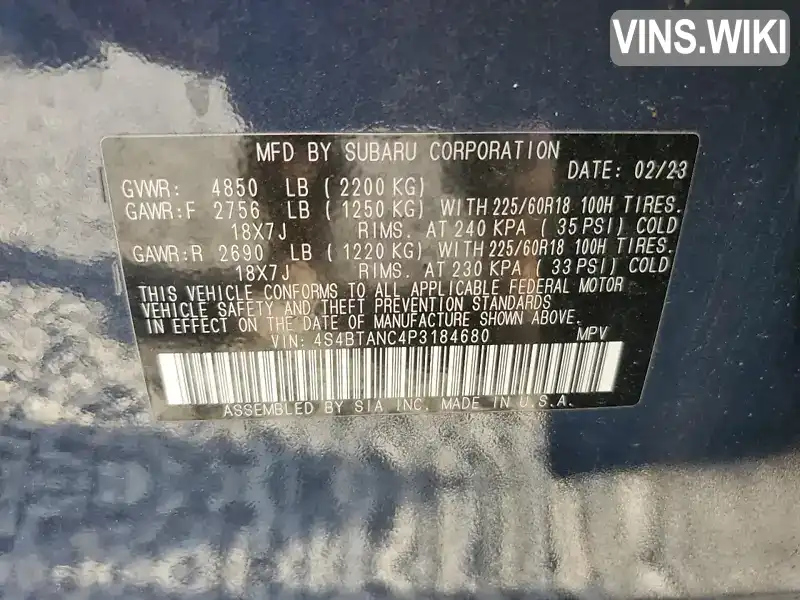 VINS.WIKI
MFD BY SUBARU CORPORATION DATE: 02/23
GVWR: 4850 LB (2200 KG)
GAWR:F 2756 LB (1250 KG) WITH 225/60R18 100H TIRES.
18X7J RIMS. AT 240 KPA (35 PSI) COLD
GAWR:R 2690 LB (1220 KG) WITH 225/60R18 100H TIRES.
18X7J RIMS. AT 230 KPA (33 PSI) COLD
THIS VEHICLE CONFORMS TO ALL APPLICABLE FEDERAL MOTOR
VEHICLE SAFETY AND THEFT PREVENTION STANDARDS
IN EFFECT ON THE DATE OF MANUFACTURE SHOWN ABOVE.
VIN: 4S4BTANC4P3184680 MPV
ASSEMBLED BY SIA INC. MADE IN U.S.A.